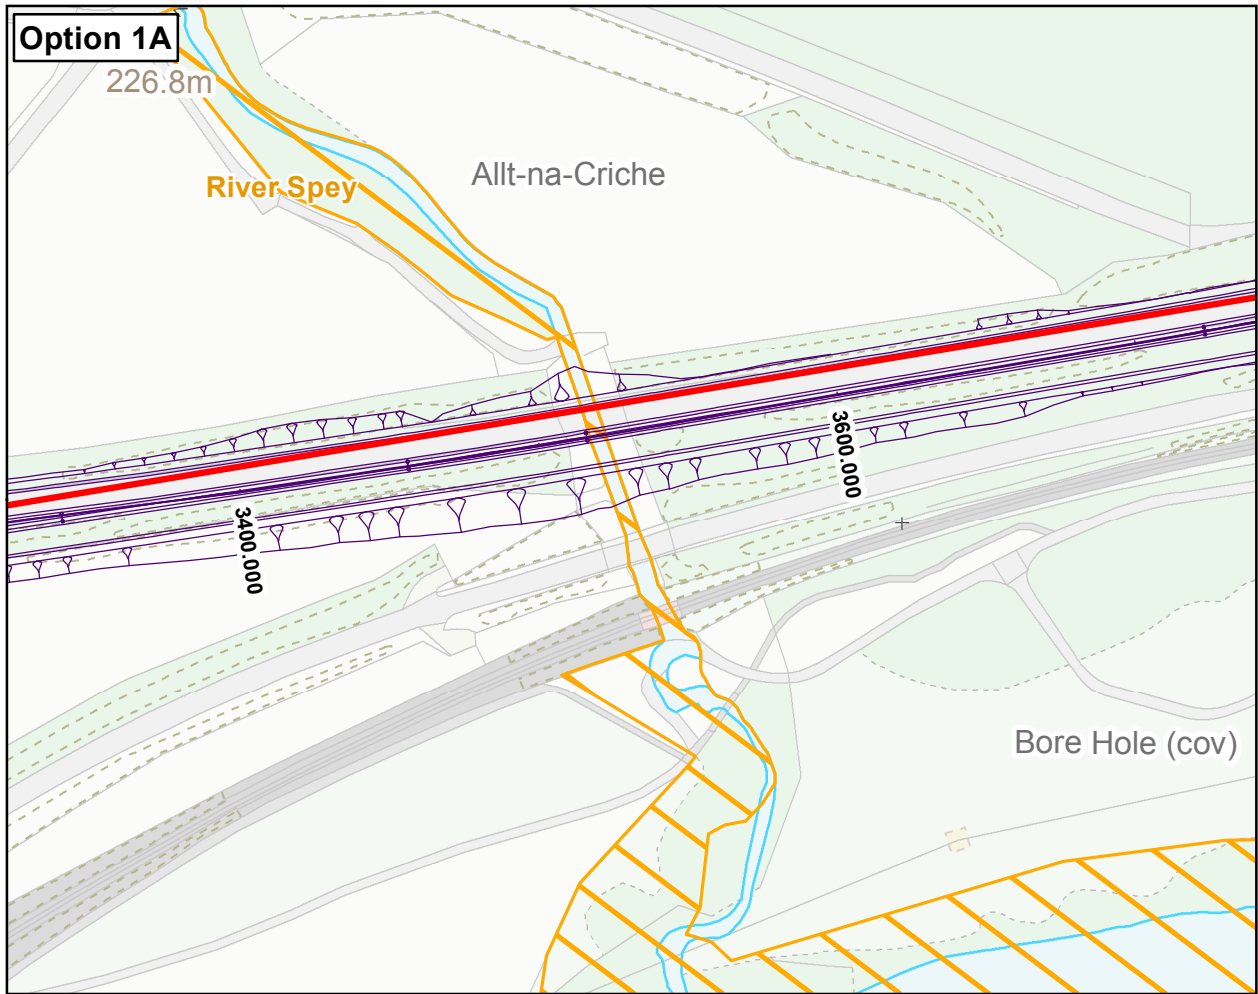 Option 1A
226.8m
River Spey
Allt-na-Criche
3600.000
3400.000
Bore Hole (cov)